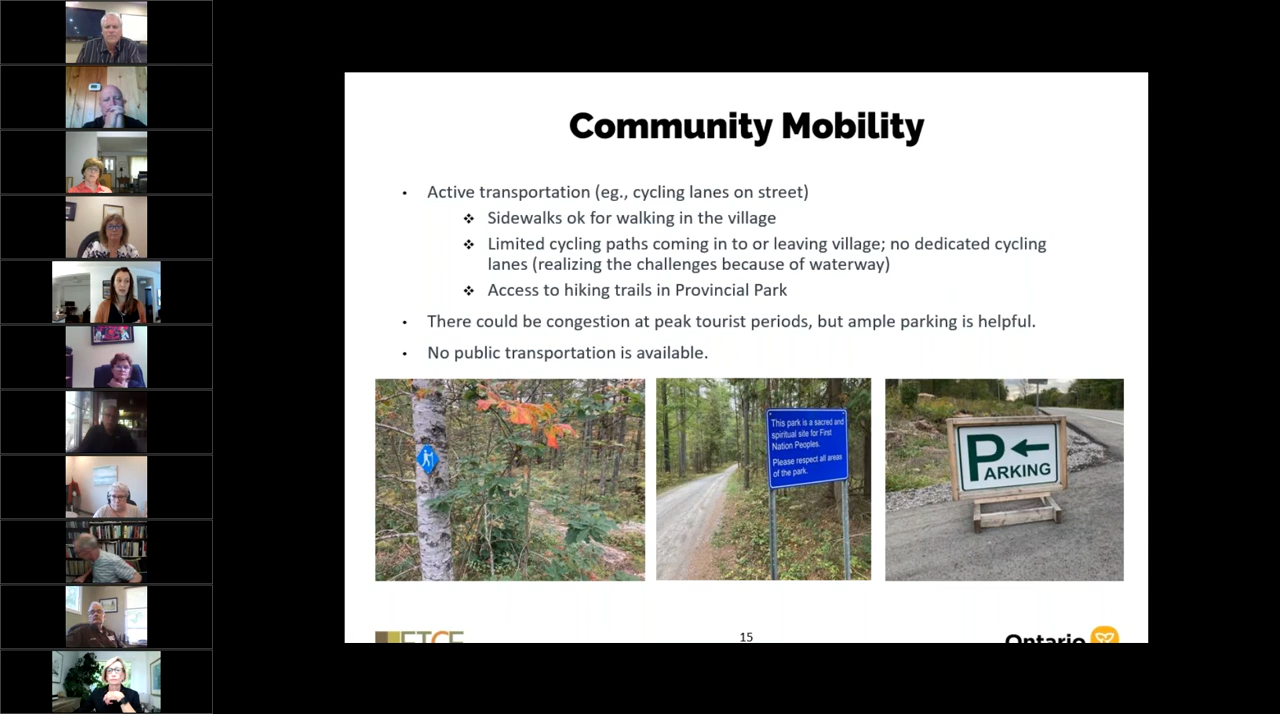 Community Mobility
• Active transportation (eg., cycling lanes on street)
❖ Sidewalks ok for walking in the village
❖ Limited cycling paths coming in to or leaving village; no dedicated cycling
lanes (realizing the challenges because of waterway)
❖ Access to hiking trails in Provincial Park
• There could be congestion at peak tourist periods, but ample parking is helpful.
• No public transportation is available.
This park is a sacred and
spiritual site for First
Nation Peoples.
Please respect all areas
of the park.
PARKING
15
Ontario